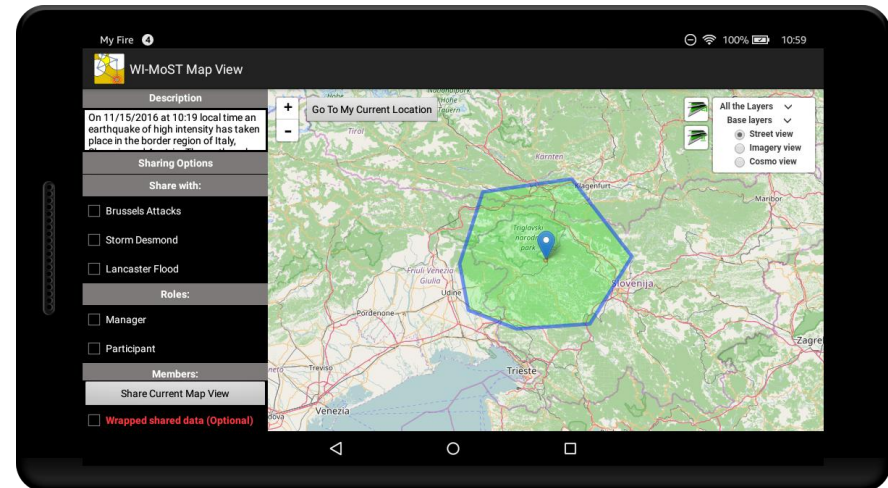 My Fire 4
100% 10:59
WI-MoST Map View
Description
On 11/15/2016 at 10:19 local time an
earthquake of high intensity has taken
place in the border region of Italy,
Sharing Options
Share with:
Brussels Attacks
Storm Desmond
Lancaster Flood
Roles:
Manager
Participant
Members:
Share Current Map View
Wrapped shared data (Optional)
+
-
Go To My Current Location
All the Layers
Base layers
Street view
Imagery view
Cosmo view
Tirol
Kärnten
Klagenfurt
Maribor
Triglavski
narodni
park
Friuli Venezia
Giulia
Udine
Slovenija
Pordenone
Zagre
Treviso
Trieste
Venezia
dova